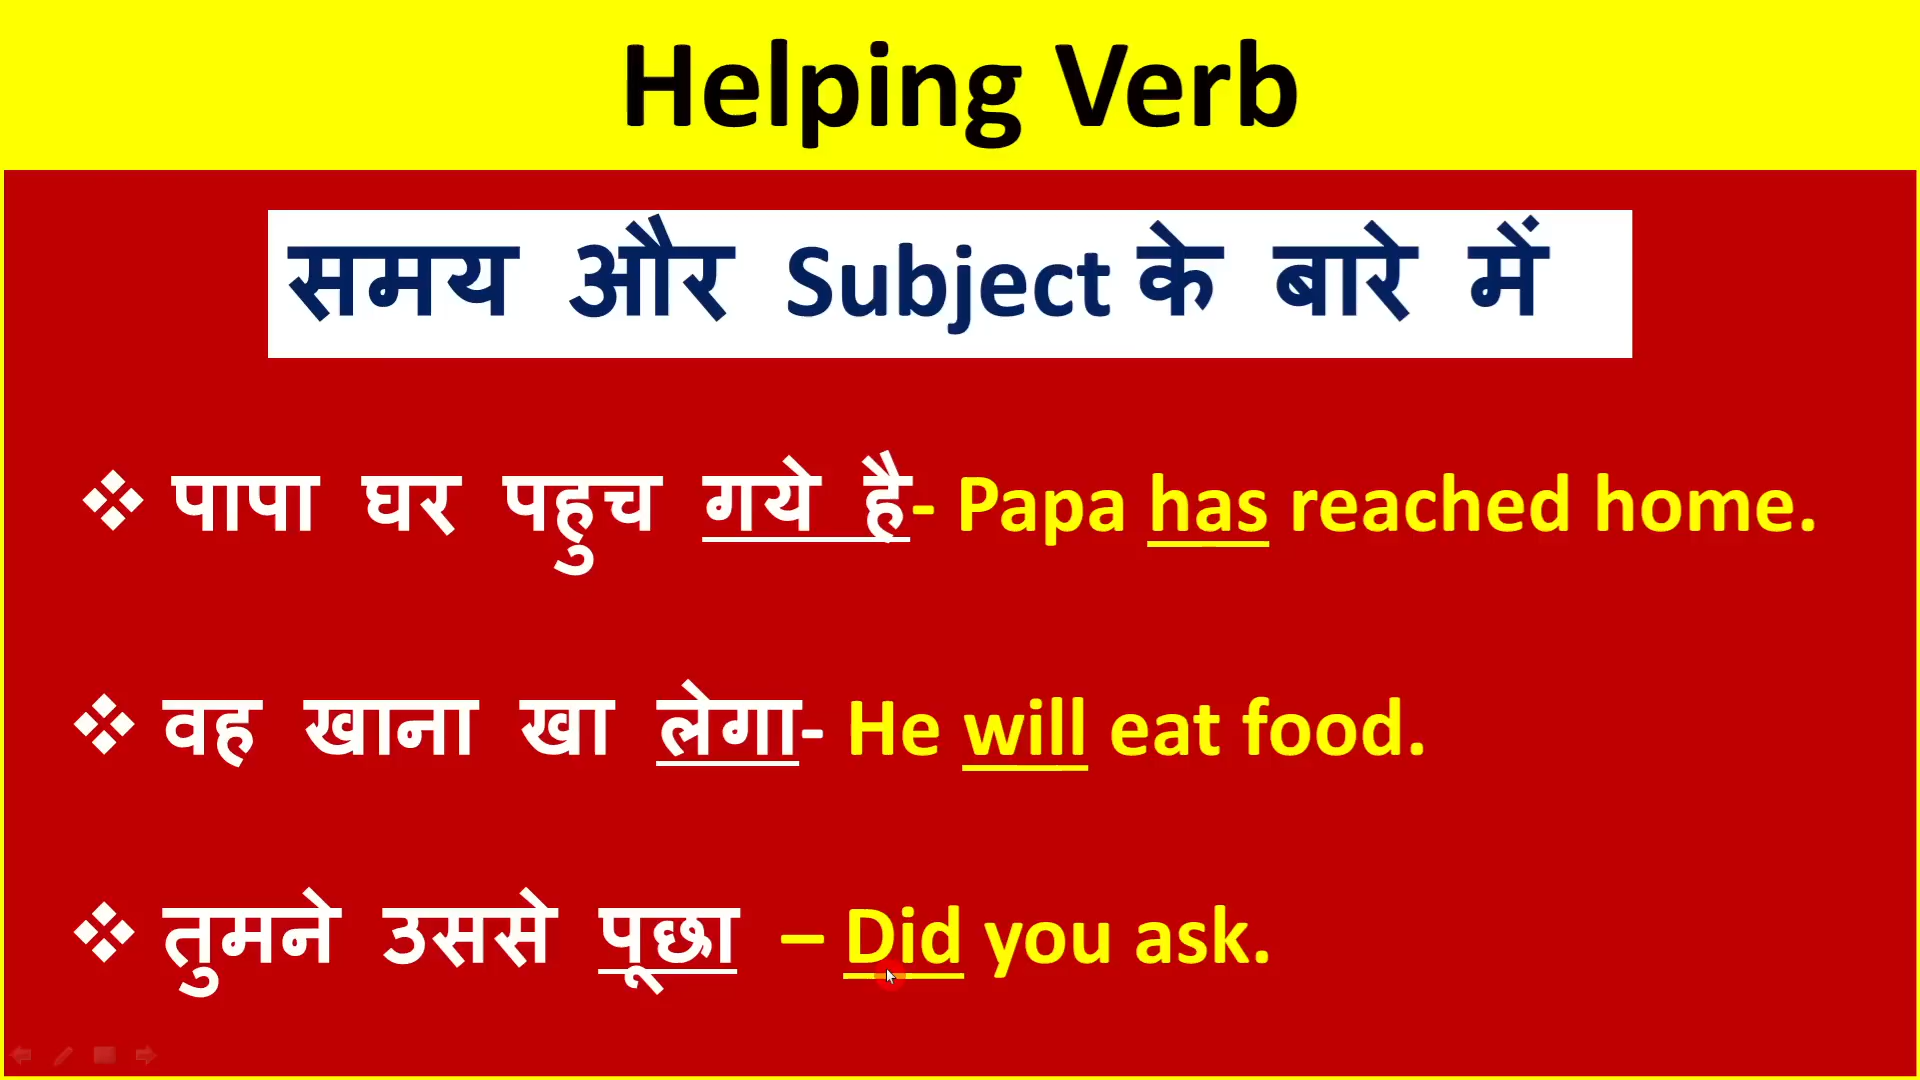 Helping Verb
समय और Subject के बारे में
❖ पापा घर पहुच गये है- Papa has reached home.
❖ वह खाना खा लेगा- He will eat food.
❖ तुमने उससे पूछा – Did you ask.